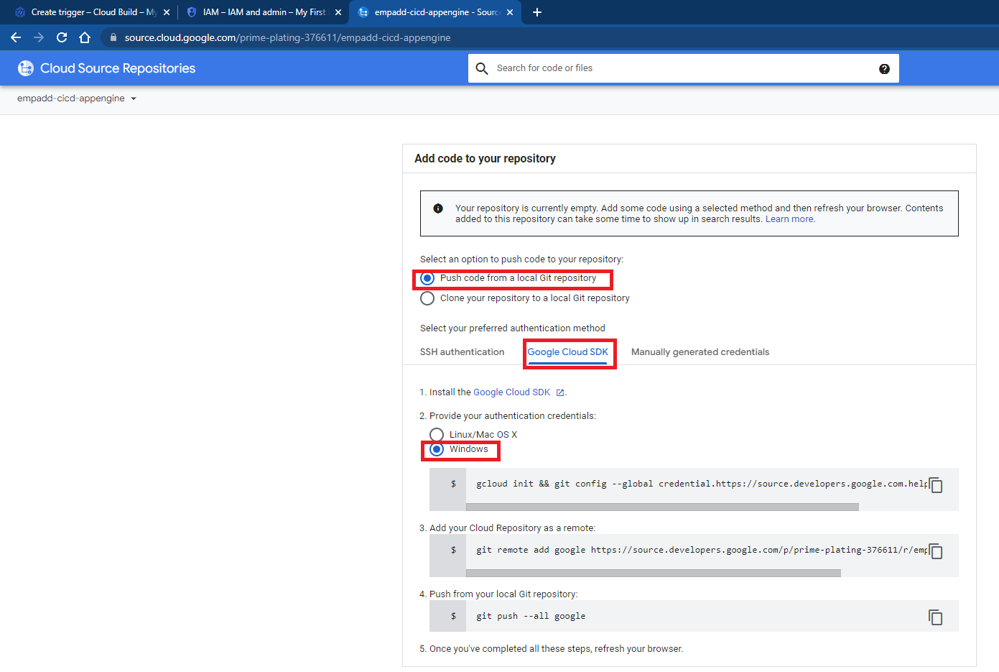 Create trigger – Cloud Build – My
IAM – IAM and admin – My First
empadd-cicd-appengine - Source
source.cloud.google.com/prime-plating-376611/empadd-cicd-appengine
Cloud Source Repositories
Search for code or files
empadd-cicd-appengine
Add code to your repository
Your repository is currently empty. Add some code using a selected method and then refresh your browser. Contents
added to this repository can take some time to show up in search results. Learn more.
Select an option to push code to your repository:
Push code from a local Git repository
Clone your repository to a local Git repository
Select your preferred authentication method
SSH authentication
Google Cloud SDK
Manually generated credentials
1. Install the Google Cloud SDK .
2. Provide your authentication credentials:
Linux/Mac OS X
Windows
$ gcloud init && git config --global credential.https://source.developers.google.com.help
3. Add your Cloud Repository as a remote:
$ git remote add google https://source.developers.google.com/p/prime-plating-376611/r/emp
4. Push from your local Git repository:
$ git push --all google
5. Once you've completed all these steps, refresh your browser.